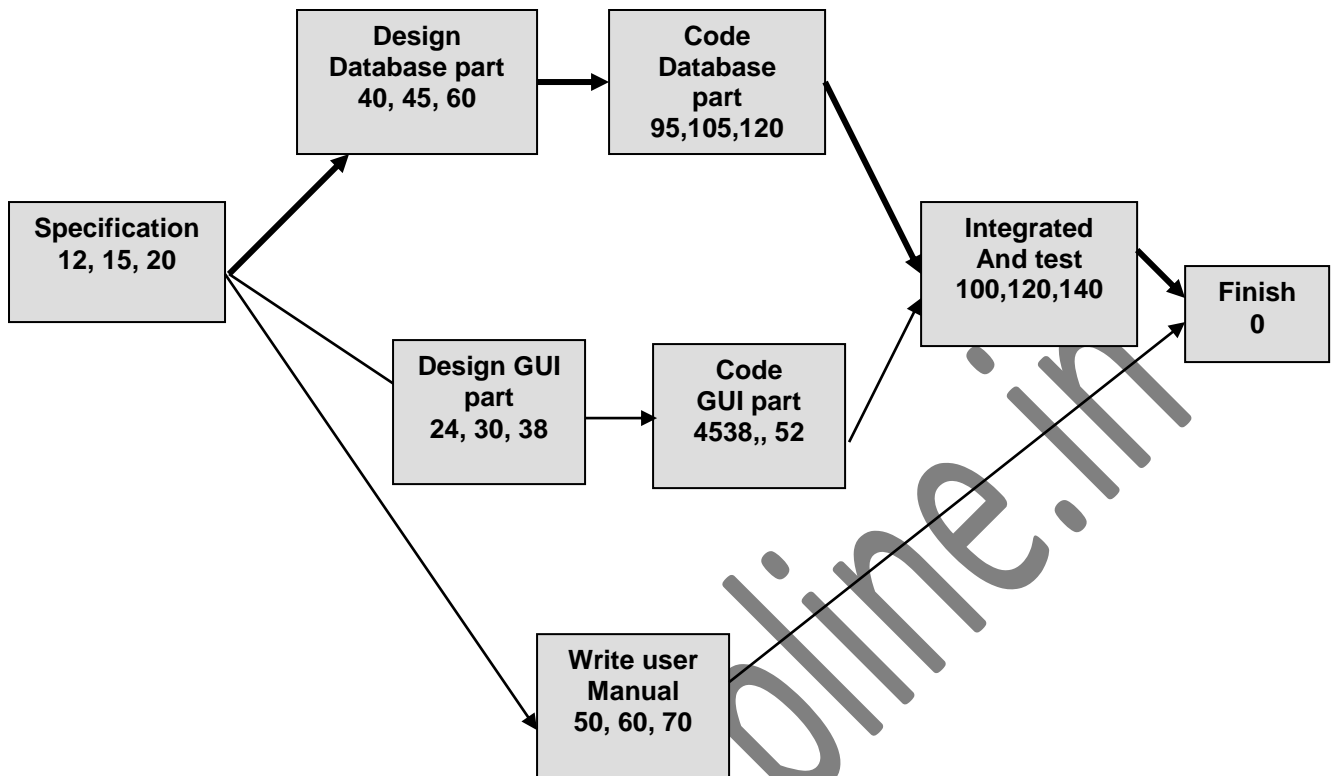 Design
Database part
40, 45, 60
Code
Database
part
95,105,120
Specification
12, 15, 20
Integrated
And test
100,120,140
Finish
0
Design GUI
part
24, 30, 38
Code
GUI part
4538,, 52
Write user
Manual
50, 60, 70
oline.in